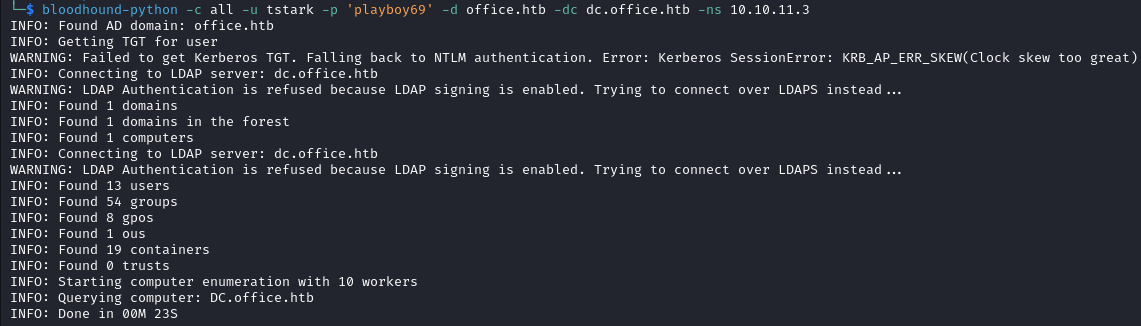 └─$ bloodhound-python -c all -u tstark -p 'playboy69' -d office.htb -dc dc.office.htb -ns 10.10.11.3
INFO: Found AD domain: office.htb
INFO: Getting TGT for user
WARNING: Failed to get Kerberos TGT. Falling back to NTLM authentication. Error: Kerberos SessionError: KRB_AP_ERR_SKEW(Clock skew too great)
INFO: Connecting to LDAP server: dc.office.htb
WARNING: LDAP Authentication is refused because LDAP signing is enabled. Trying to connect over LDAPS instead...
INFO: Found 1 domains
INFO: Found 1 domains in the forest
INFO: Found 1 computers
INFO: Connecting to LDAP server: dc.office.htb
WARNING: LDAP Authentication is refused because LDAP signing is enabled. Trying to connect over LDAPS instead...
INFO: Found 13 users
INFO: Found 54 groups
INFO: Found 8 gpos
INFO: Found 1 ous
INFO: Found 19 containers
INFO: Found 0 trusts
INFO: Starting computer enumeration with 10 workers
INFO: Querying computer: DC.office.htb
INFO: Done in 00M 23S